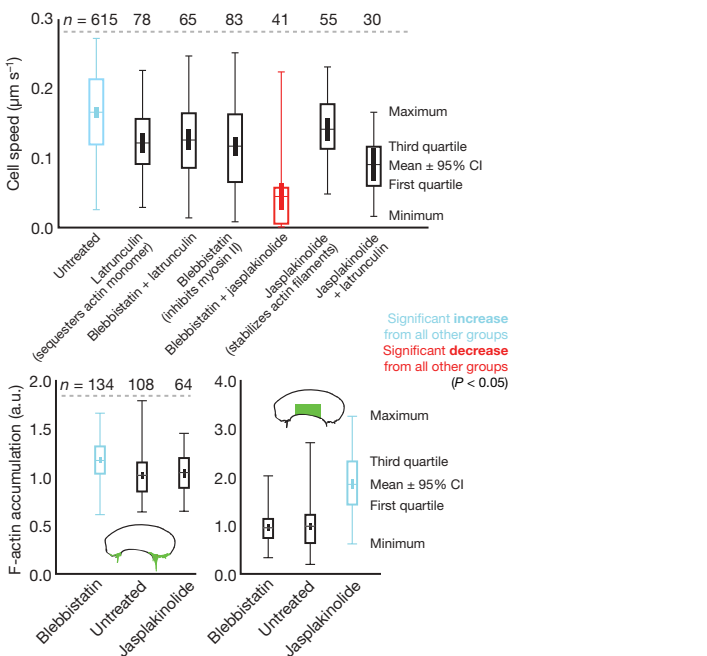 0.3
n = 615 78 65 83 41 55 30
0.2
0.1
0.0
Cell speed (μm s⁻¹)
Maximum
Third quartile
Mean ± 95% CI
First quartile
Minimum
Untreated
Latrunculin
(sequesters actin monomer)
Blebbistatin + latrunculin
Blebbistatin
(inhibits myosin II)
Blebbistatin + jasplakinolide
Jasplakinolide
(stabilizes actin filaments)
Jasplakinolide
+ latrunculin
Significant increase
from all other groups
Significant decrease
from all other groups
(P < 0.05)
2.0
n = 134 108 64
1.5
1.0
0.5
0.0
F-actin accumulation (a.u.)
Blebbistatin
Untreated
Jasplakinolide
4.0
3.0
2.0
1.0
0.0
Maximum
Third quartile
Mean ± 95% CI
First quartile
Minimum
Blebbistatin
Untreated
Jasplakinolide